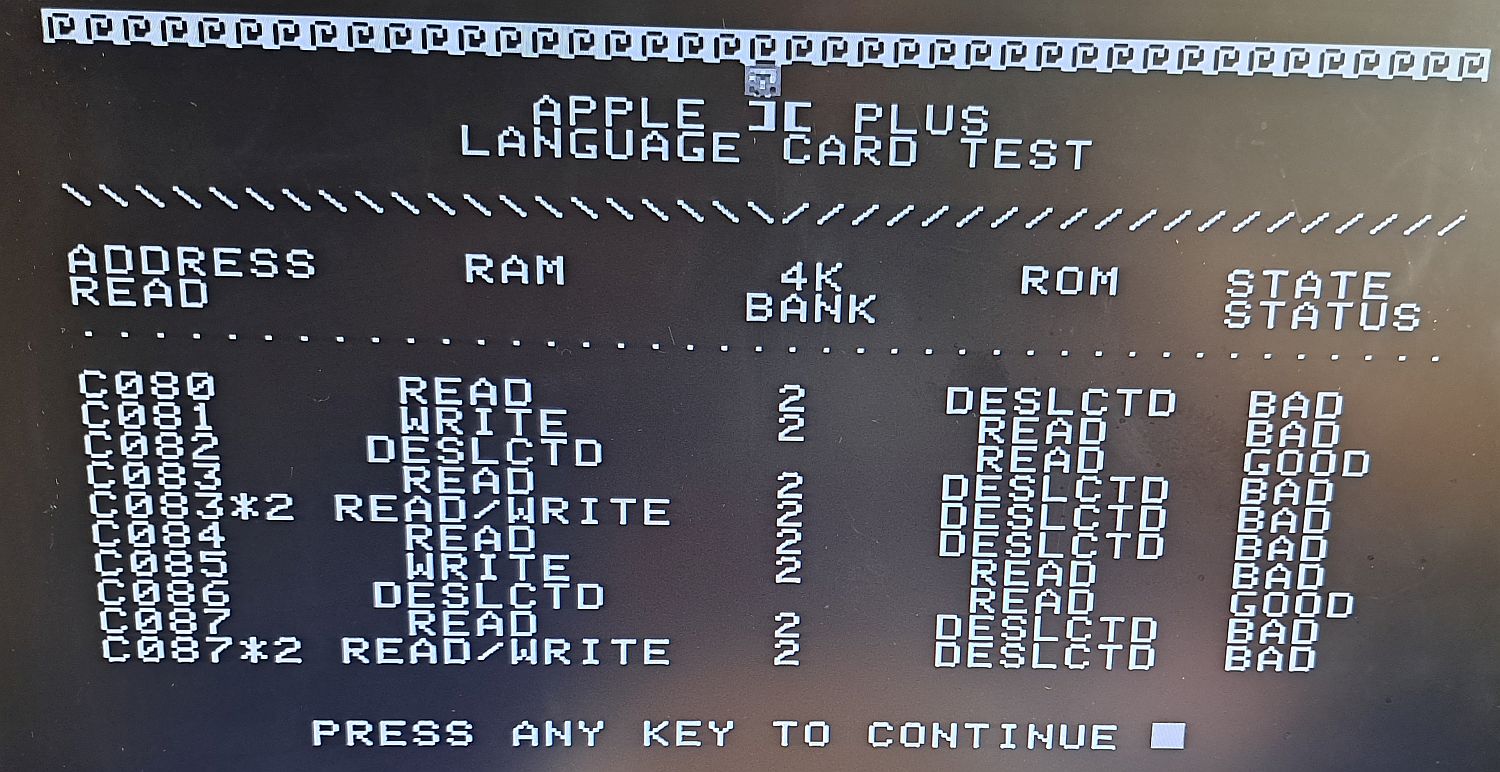 APPLE ][ PLUS
LANGUAGE CARD TEST
\\\\\\\\\\\\\\\\\\\\///////////////////
ADDRESS RAM 4K ROM STATE
READ BANK STATUS
........................................
C080 READ 2 DESLCTD BAD
C081 WRITE 2 READ BAD
C082 DESLCTD READ GOOD
C083 READ 2 DESLCTD BAD
C083*2 READ/WRITE 2 DESLCTD BAD
C084 READ 2 DESLCTD BAD
C085 WRITE 2 READ BAD
C086 DESLCTD READ GOOD
C087 READ 2 DESLCTD BAD
C087*2 READ/WRITE 2 DESLCTD BAD
PRESS ANY KEY TO CONTINUE